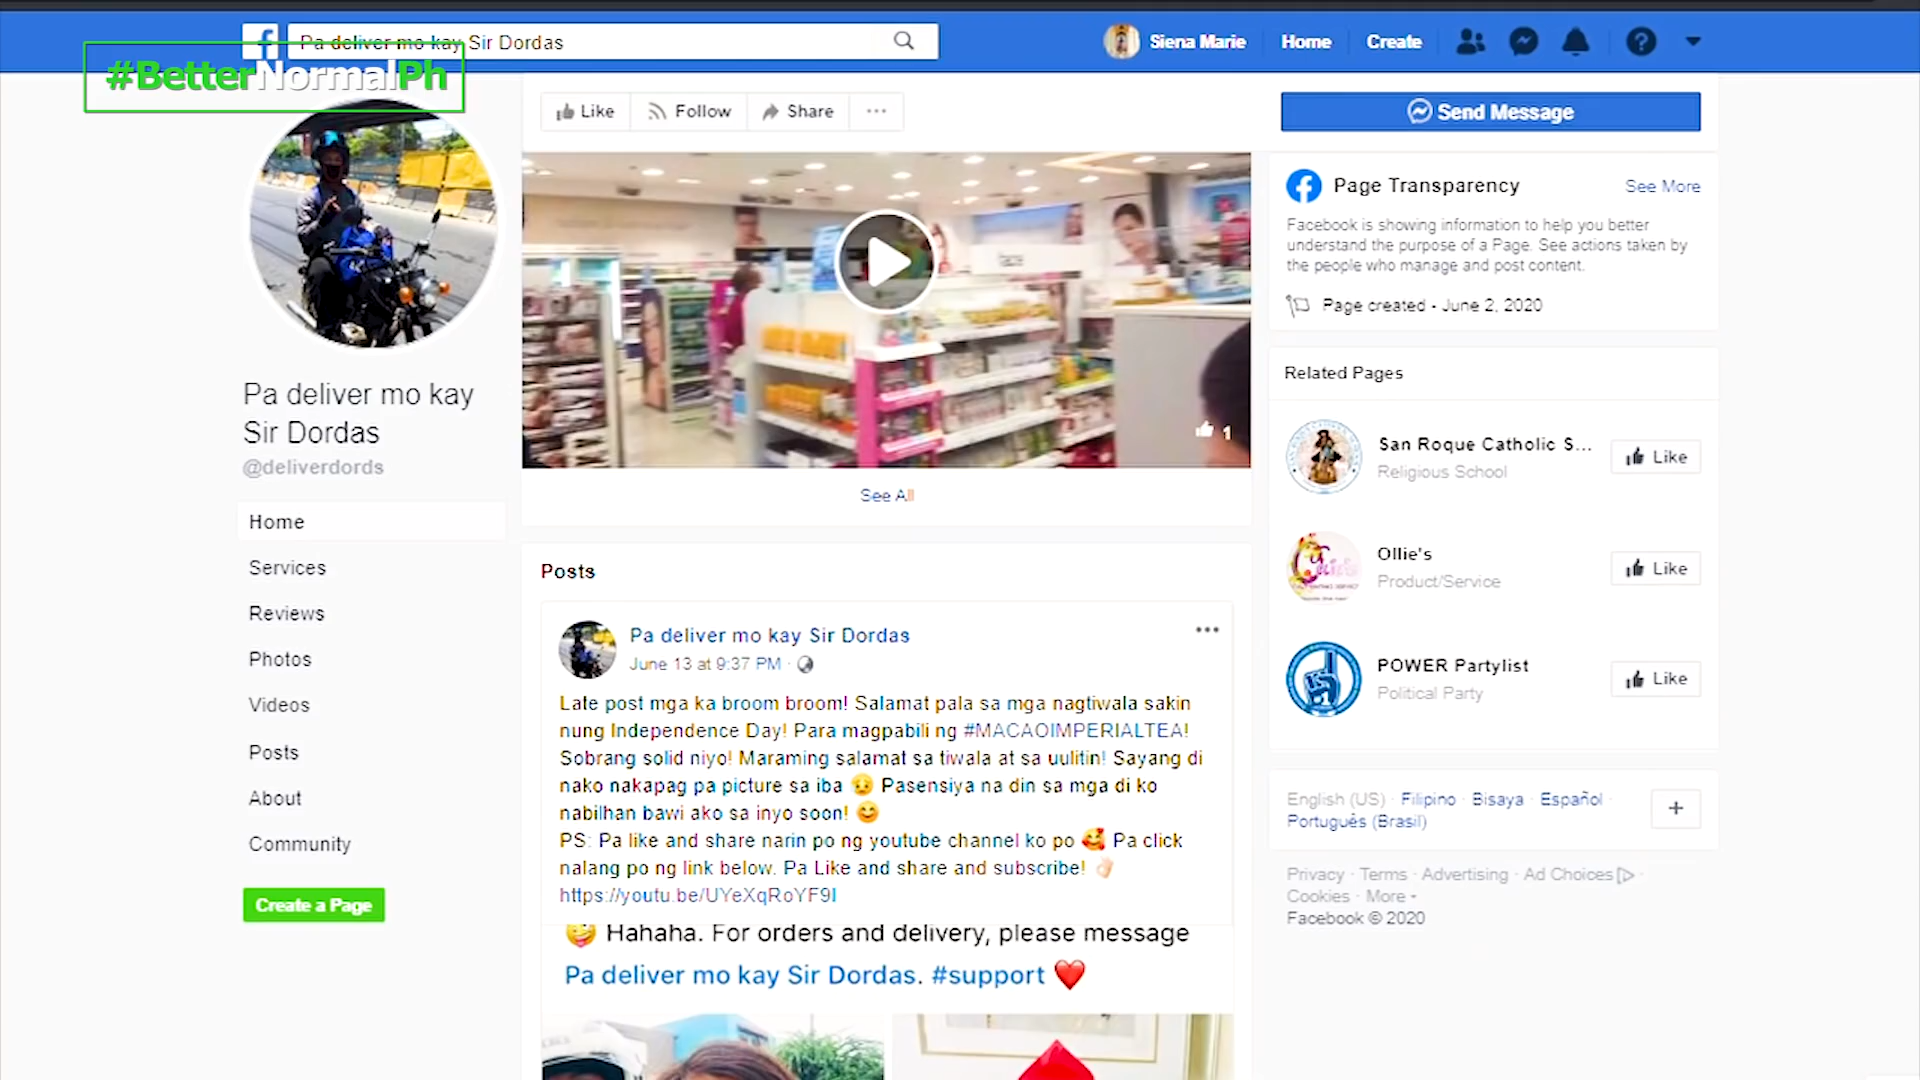 Pa deliver mo kay Sir Dordas
Siena Marie
Home
Create
#BetterNormalPh
Like
Follow
Share
Send Message
Page Transparency
See More
Facebook is showing information to help you better
understand the purpose of a Page. See actions taken by
the people who manage and post content.
Page created - June 2, 2020
face
1
See All
Pa deliver mo kay
Sir Dordas
@deliverdords
Home
Services
Reviews
Photos
Videos
Posts
About
Community
Create a Page
Posts
Pa deliver mo kay Sir Dordas
June 13 at 9:37 PM ·
Late post mga ka broom broom! Salamat pala sa mga nagtiwala sakin
nung Independence Day! Para magpabili ng #MACAOIMPERIALTEA!
Sobrang solid niyo! Maraming salamat sa tiwala at sa uulitin! Sayang di
nako nakapag pa picture sa iba 😥 Pasensiya na din sa mga di ko
nabilhan bawi ako sa inyo soon! 😊
PS: Pa like and share narin po ng youtube channel ko po 🥰 Pa click
nalang po ng link below. Pa Like and share and subscribe! 👌🏻
https://youtu.be/UYeXqRoYF9I
🤪 Hahaha. For orders and delivery, please message
Pa deliver mo kay Sir Dordas. #support ❤️
Related Pages
San Roque Catholic S...
Religious School
Like
Ollie's
Product/Service
Like
POWER Partylist
Political Party
Like
English (US) · Filipino · Bisaya · Español ·
Português (Brasil)
Privacy · Terms · Advertising · Ad Choices ·
Cookies · More
Facebook © 2020